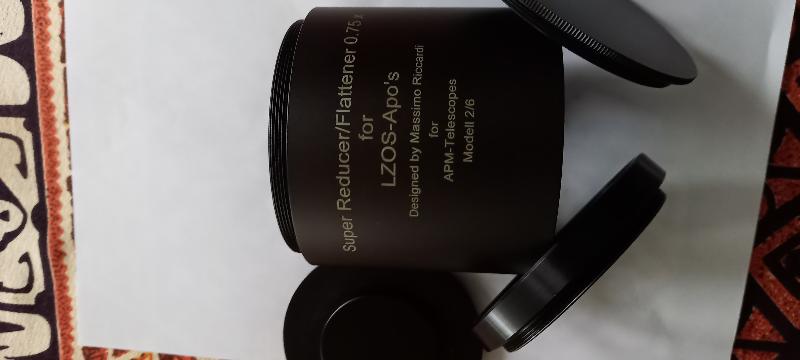 Super Reducer/Flattener 0.75x
for
LZOS-Apo's
Designed by Massimo Riccardi
for
APM-Telescopes
Modell 2/6